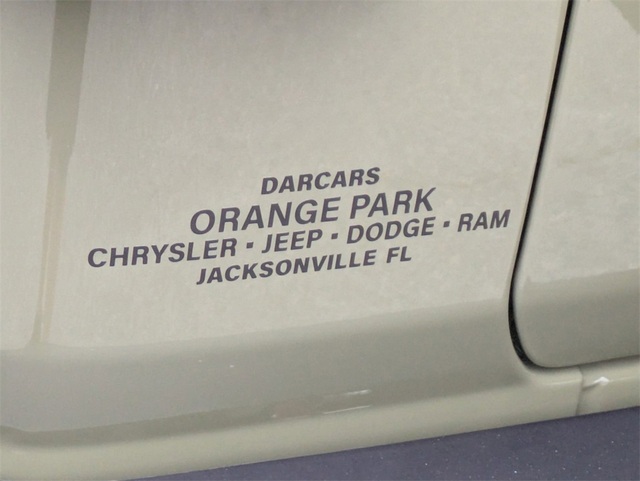 DARCARS
ORANGE PARK
CHRYSLER · JEEP · DODGE · RAM
JACKSONVILLE FL